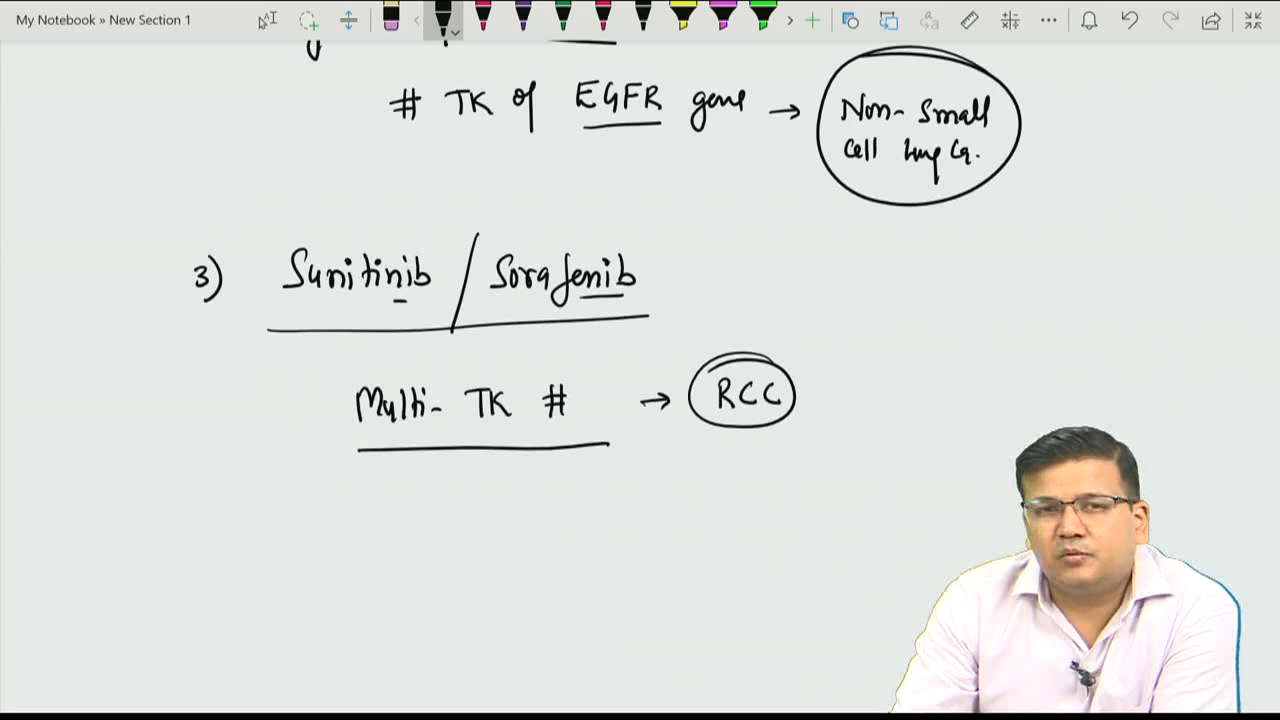 My Notebook » New Section 1
# TK of EGFR gene → Non-Small
Cell lung Ca.
3) Sunitinib / Sorafenib
Multi- TK # → RCC